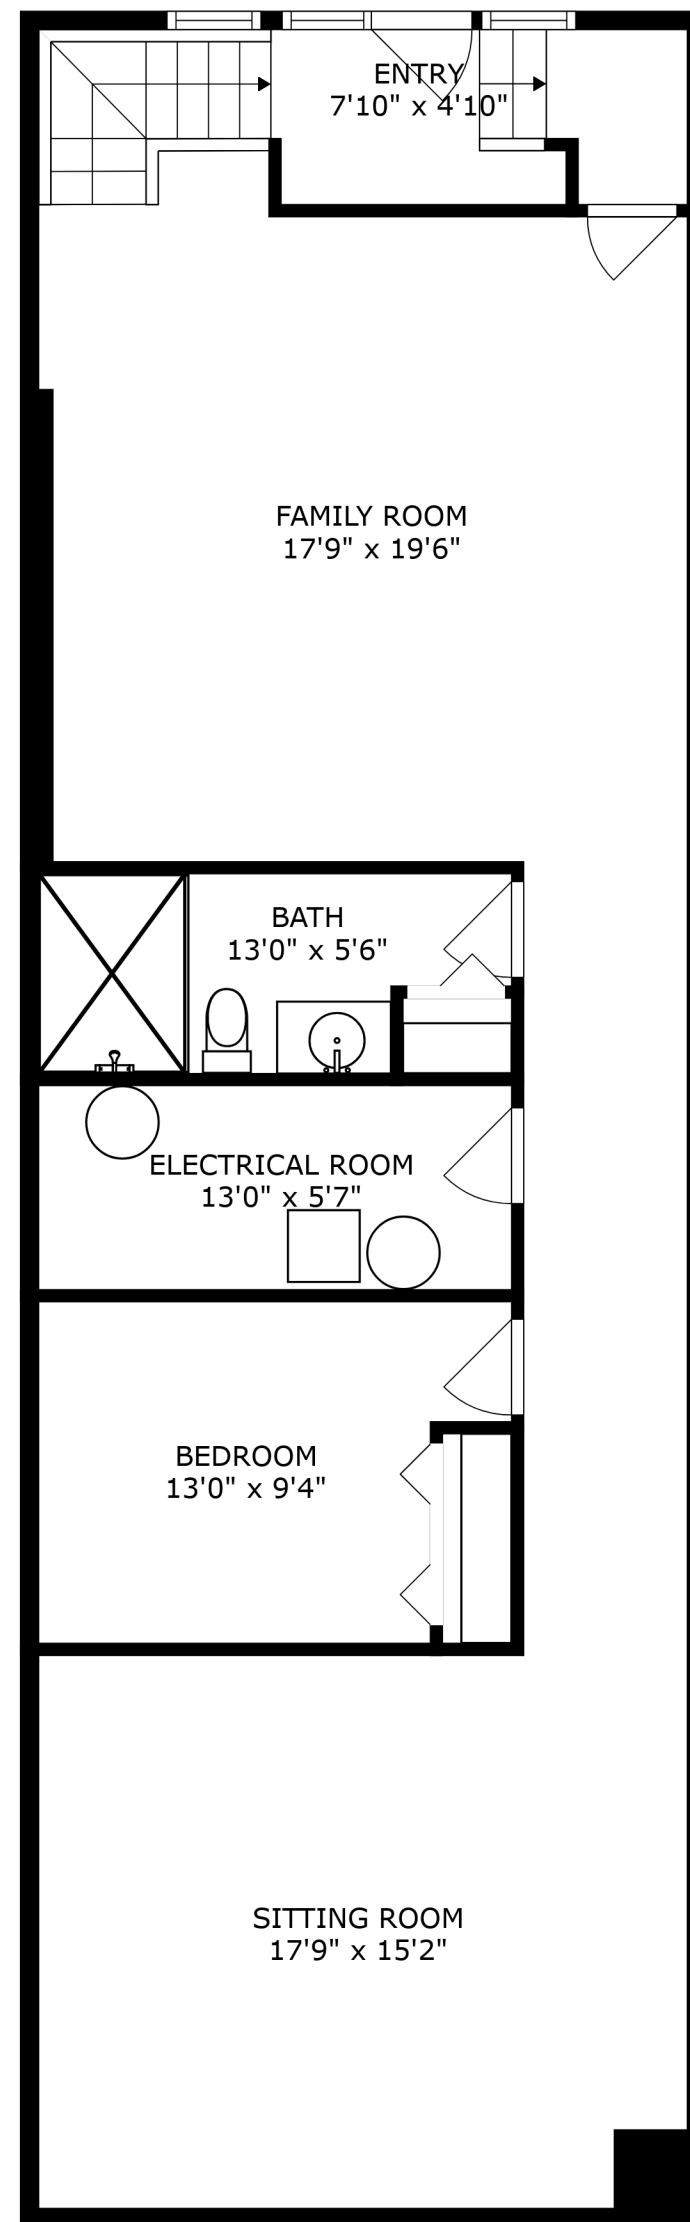 ENTRY
7'10" x 4'10"
FAMILY ROOM
17'9" x 19'6"
BATH
13'0" x 5'6"
ELECTRICAL ROOM
13'0" x 5'7"
BEDROOM
13'0" x 9'4"
SITTING ROOM
17'9" x 15'2"